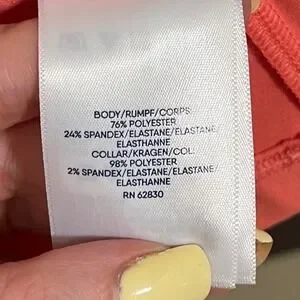 BODY/RUMPF/CORPS
76% POLYESTER
24% SPANDEX/ELASTANE/ELASTANE
ELASTHANNE
COLLAR/KRAGEN/COL:
98% POLYESTER
2% SPANDEX/ELASTANE/ELASTANE
ELASTHANNE
RN 62830